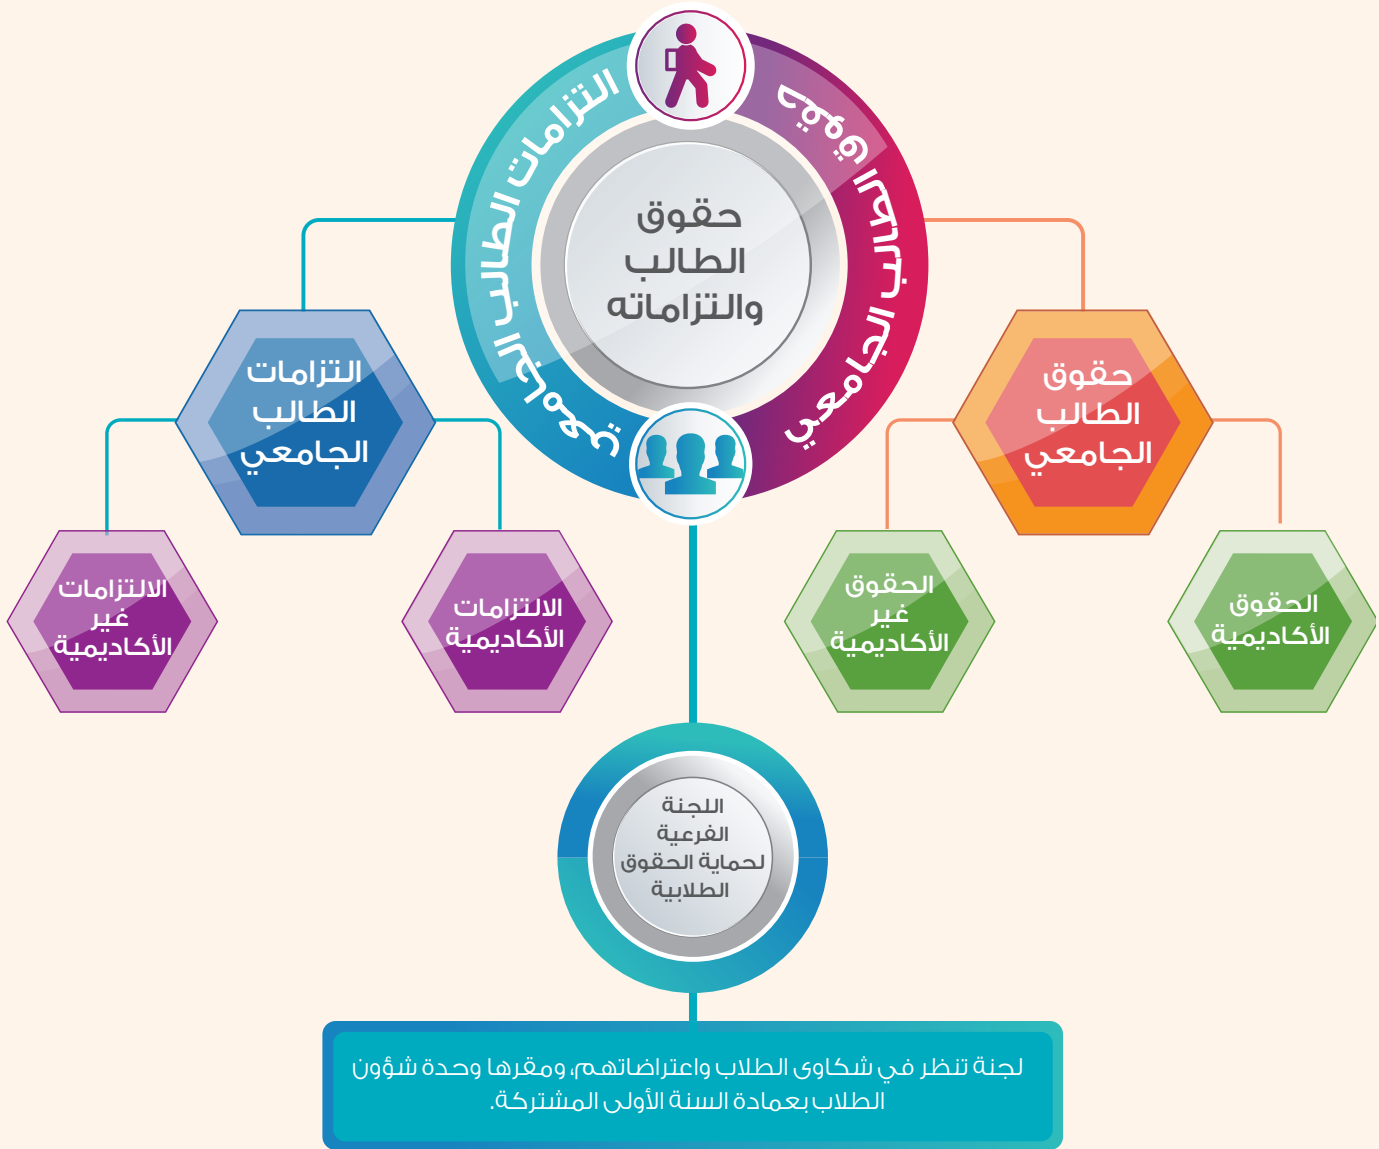 حقوق الطالب الجامعي
التزامات الطالب الجامعي
حقوق
الطالب
والتزاماته
حقوق
الطالب
الجامعي
التزامات
الطالب
الجامعي
الحقوق
الأكاديمية
الحقوق
غير
الأكاديمية
الالتزامات
الأكاديمية
الالتزامات
غير
الأكاديمية
اللجنة
الفرعية
لحماية الحقوق
الطلابية
لجنة تنظر في شكاوى الطلاب واعتراضاتهم، ومقرها وحدة شؤون
الطلاب بعمادة السنة الأولى المشتركة.